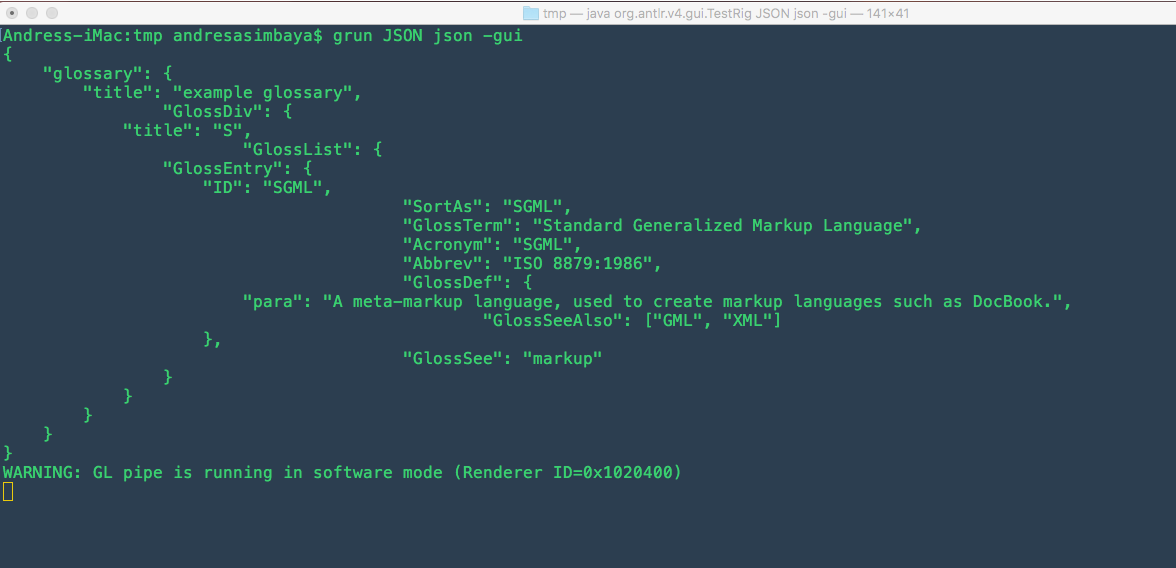 tmp — java org.antlr.v4.gui.TestRig JSON json -gui — 141×41
Andress-iMac:tmp andresasimbaya$ grun JSON json -gui
{
    "glossary": {
        "title": "example glossary",
                "GlossDiv": {
            "title": "S",
                        "GlossList": {
                "GlossEntry": {
                    "ID": "SGML",
                                        "SortAs": "SGML",
                                        "GlossTerm": "Standard Generalized Markup Language",
                                        "Acronym": "SGML",
                                        "Abbrev": "ISO 8879:1986",
                                        "GlossDef": {
                        "para": "A meta-markup language, used to create markup languages such as DocBook.",
                                                "GlossSeeAlso": ["GML", "XML"]
                    },
                                        "GlossSee": "markup"
                }
            }
        }
    }
}
WARNING: GL pipe is running in software mode (Renderer ID=0x1020400)